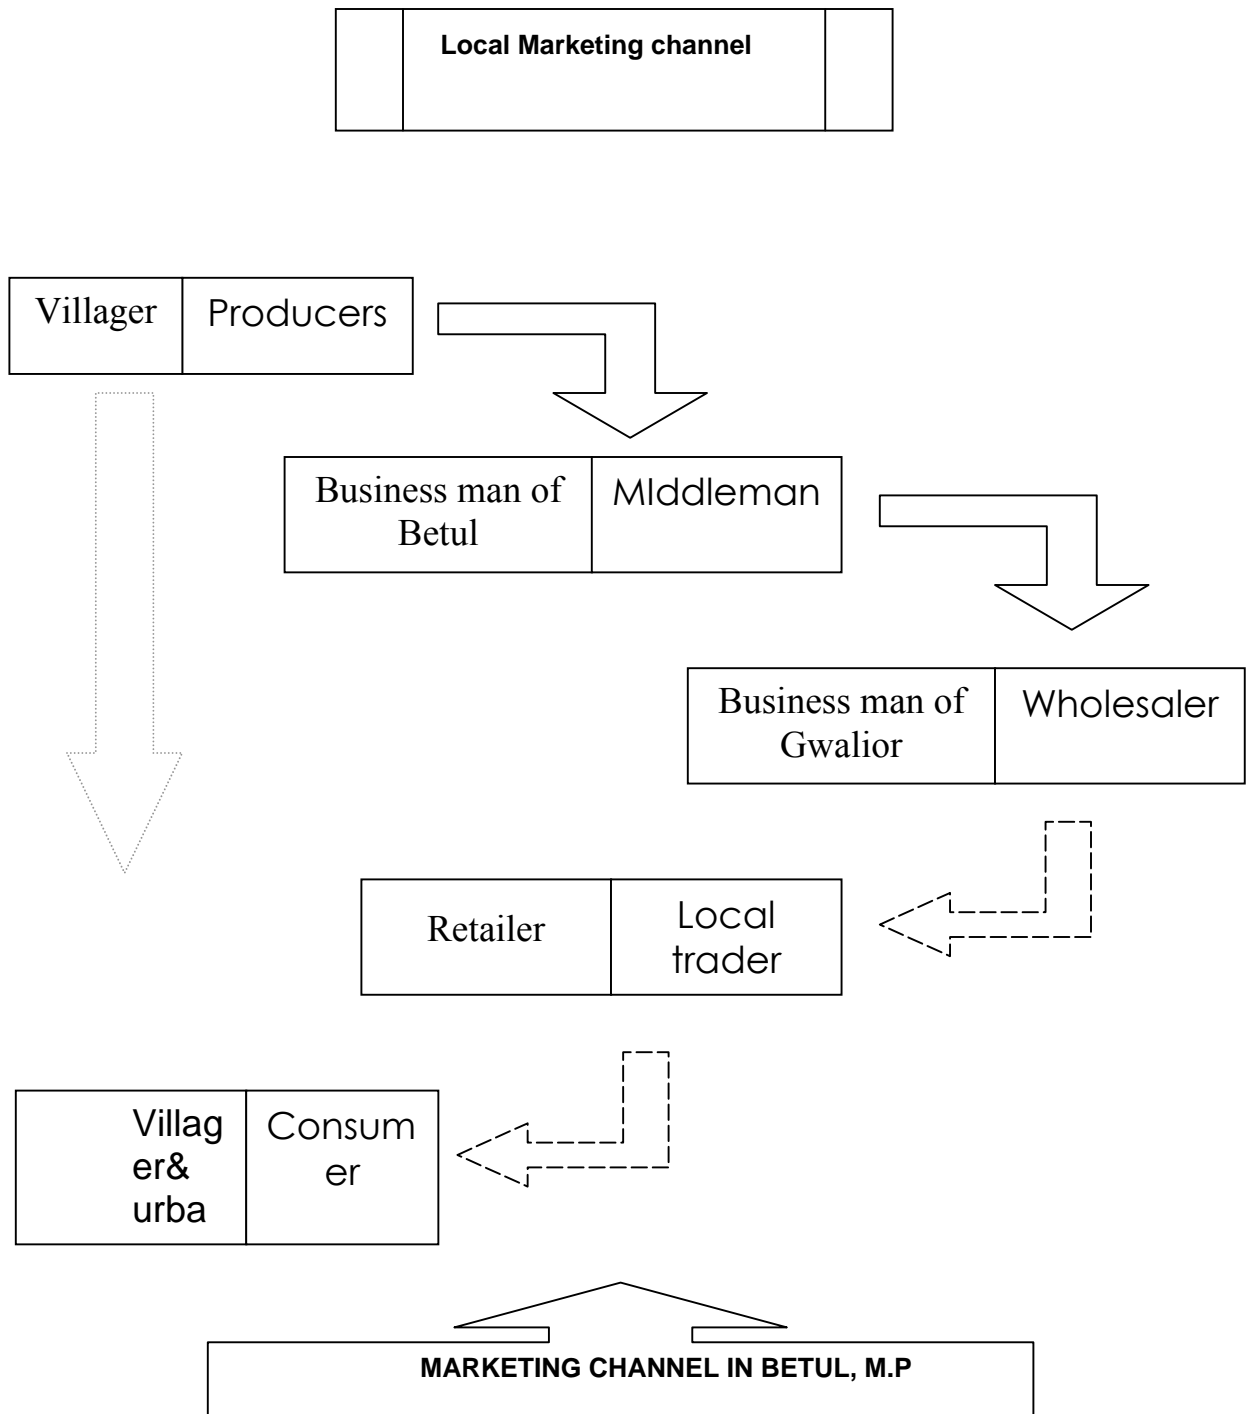 Local Marketing channel
Villager
Producers
Business man of
Betul
MIddleman
Business man of
Gwalior
Wholesaler
Retailer
Local
trader
Villag
er&
urba
Consum
er
MARKETING CHANNEL IN BETUL, M.P